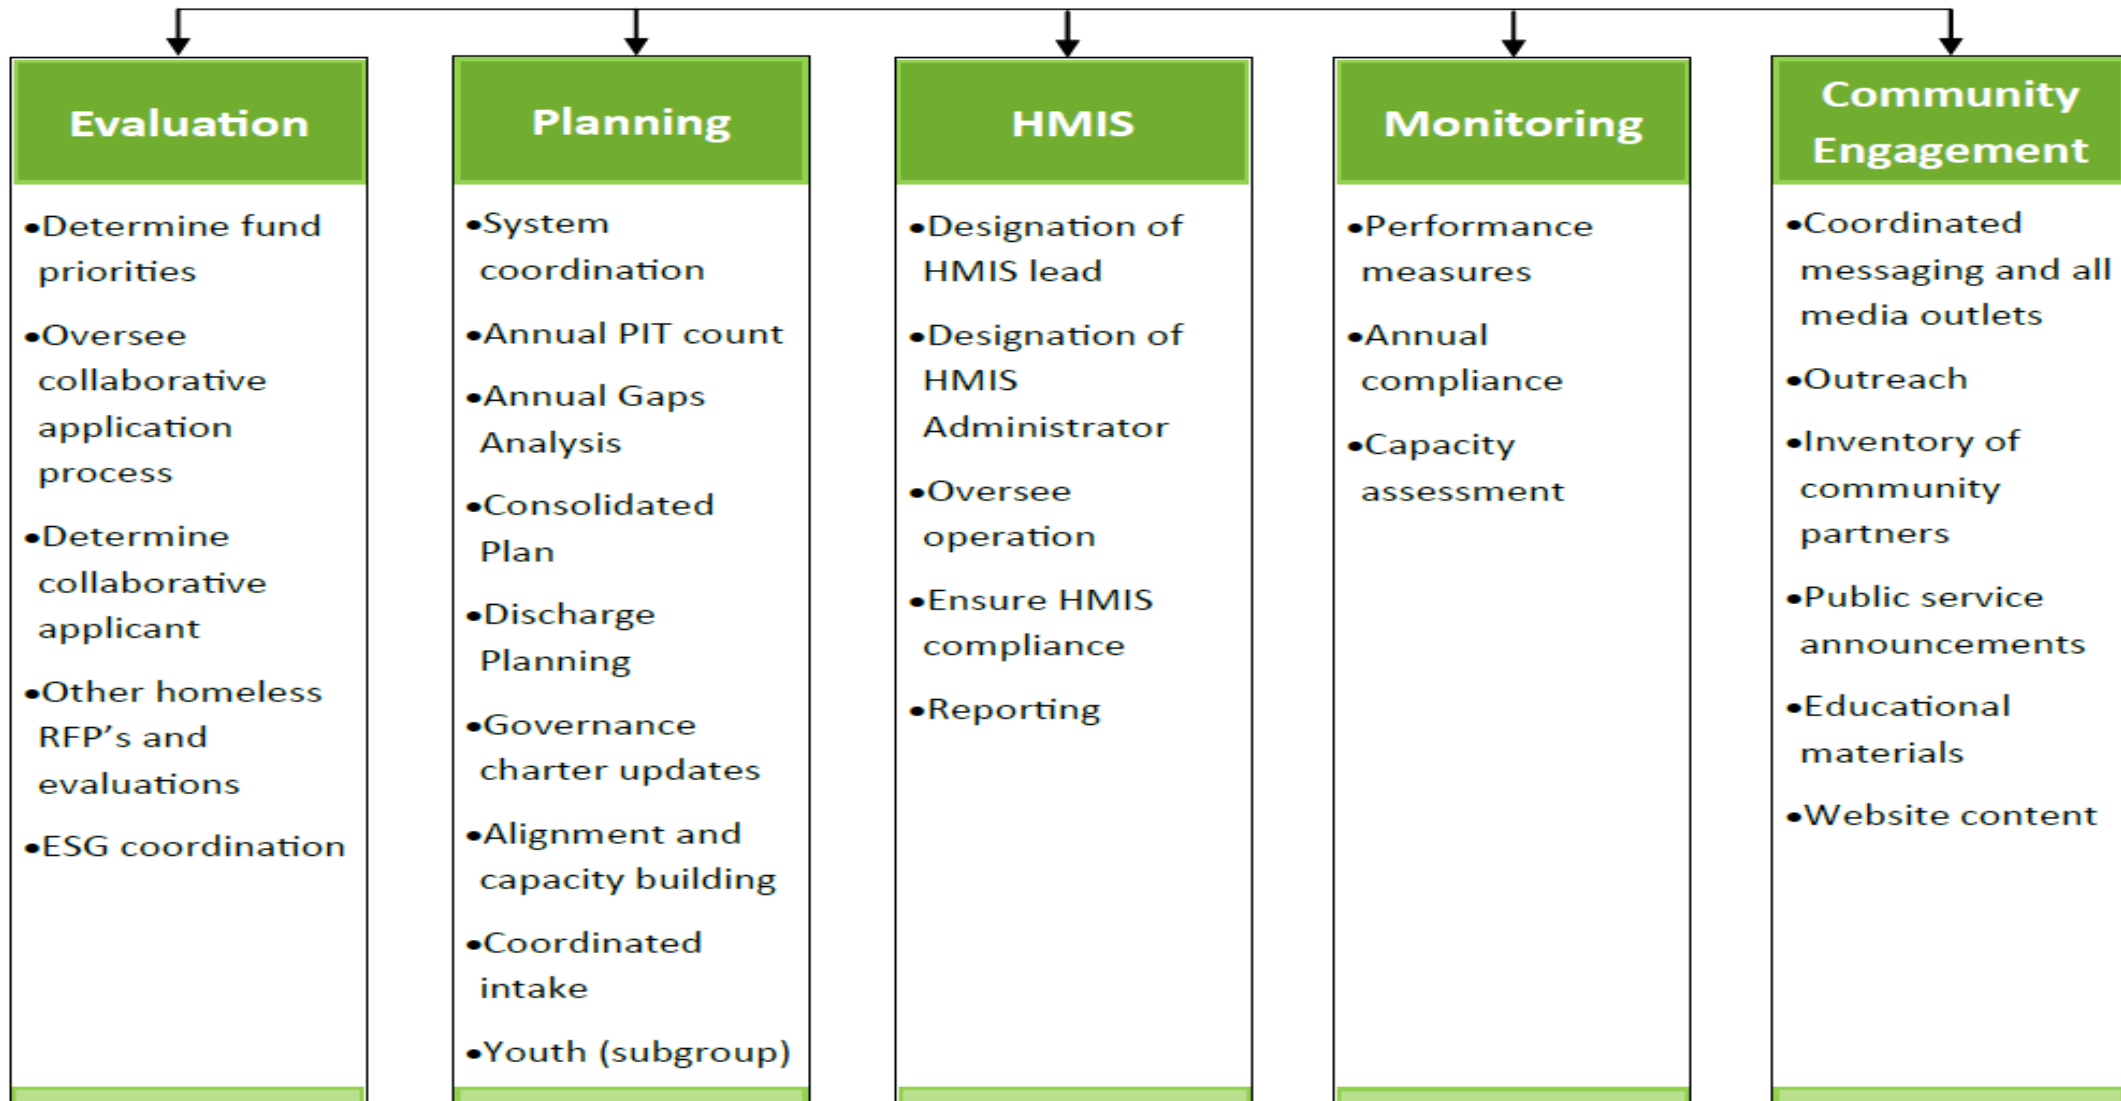 Evaluation
•Determine fund
priorities
•Oversee
collaborative
application
process
•Determine
collaborative
applicant
•Other homeless
RFP’s and
evaluations
•ESG coordination
Planning
•System
coordination
•Annual PIT count
•Annual Gaps
Analysis
•Consolidated
Plan
•Discharge
Planning
•Governance
charter updates
•Alignment and
capacity building
•Coordinated
intake
•Youth (subgroup)
HMIS
•Designation of
HMIS lead
•Designation of
HMIS
Administrator
•Oversee
operation
•Ensure HMIS
compliance
•Reporting
Monitoring
•Performance
measures
•Annual
compliance
•Capacity
assessment
Community
Engagement
•Coordinated
messaging and all
media outlets
•Outreach
•Inventory of
community
partners
•Public service
announcements
•Educational
materials
•Website content